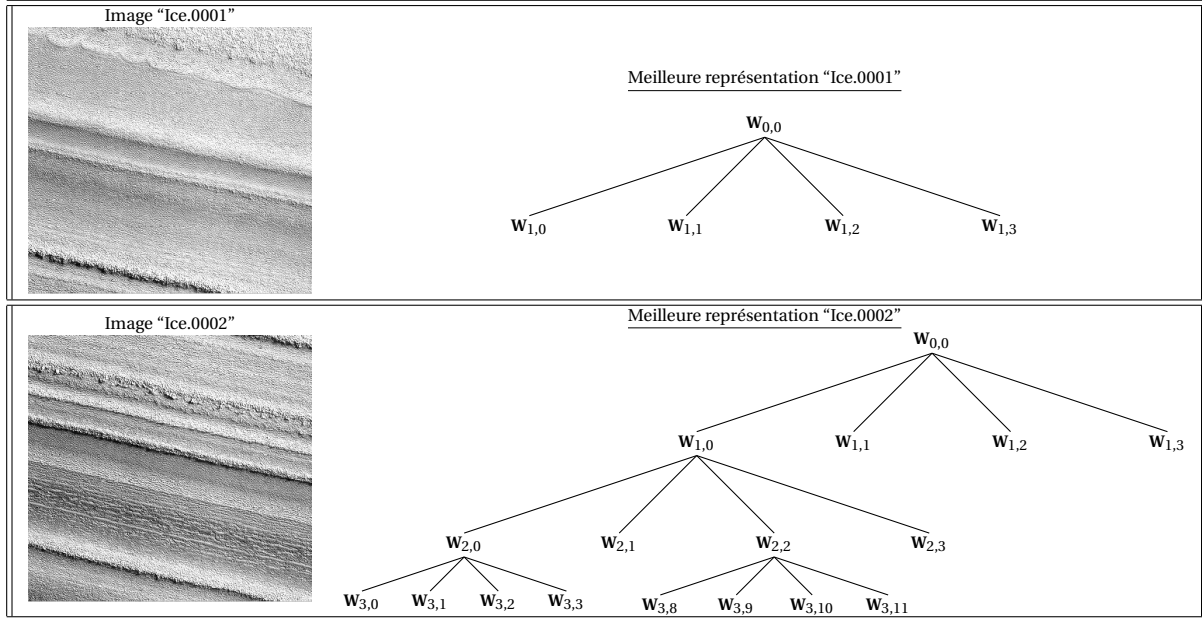 Image “Ice.0001”
Meilleure représentation “Ice.0001”
W0,0
W1,0 W1,1 W1,2 W1,3
Image “Ice.0002”
Meilleure représentation “Ice.0002”
W0,0
W1,0 W1,1 W1,2 W1,3
W2,0 W2,1 W2,2 W2,3
W3,0 W3,1 W3,2 W3,3 W3,8 W3,9 W3,10 W3,11